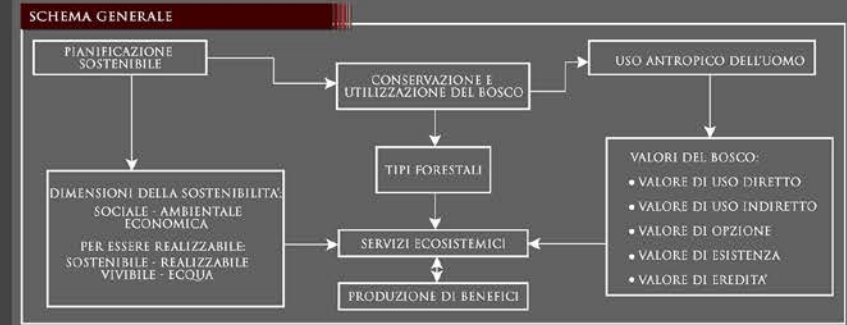 SCHEMA GENERALE
PIANIFICAZIONE
SOSTENIBILE
CONSERVAZIONE E
UTILIZZAZIONE DEL BOSCO
USO ANTROPICO DELL'UOMO
TIPI FORESTALI
DIMENSIONI DELLA SOSTENIBILITA':
SOCIALE - AMBIENTALE
ECONOMICA
PER ESSERE REALIZZABILE:
SOSTENIBILE - REALIZZABILE
VIVIBILE - ECQUA
SERVIZI ECOSISTEMICI
PRODUZIONE DI BENEFICI
VALORI DEL BOSCO:
• VALORE DI USO DIRETTO
• VALORE DI USO INDIRETTO
• VALORE DI OPZIONE
• VALORE DI ESISTENZA
• VALORE DI EREDITA'